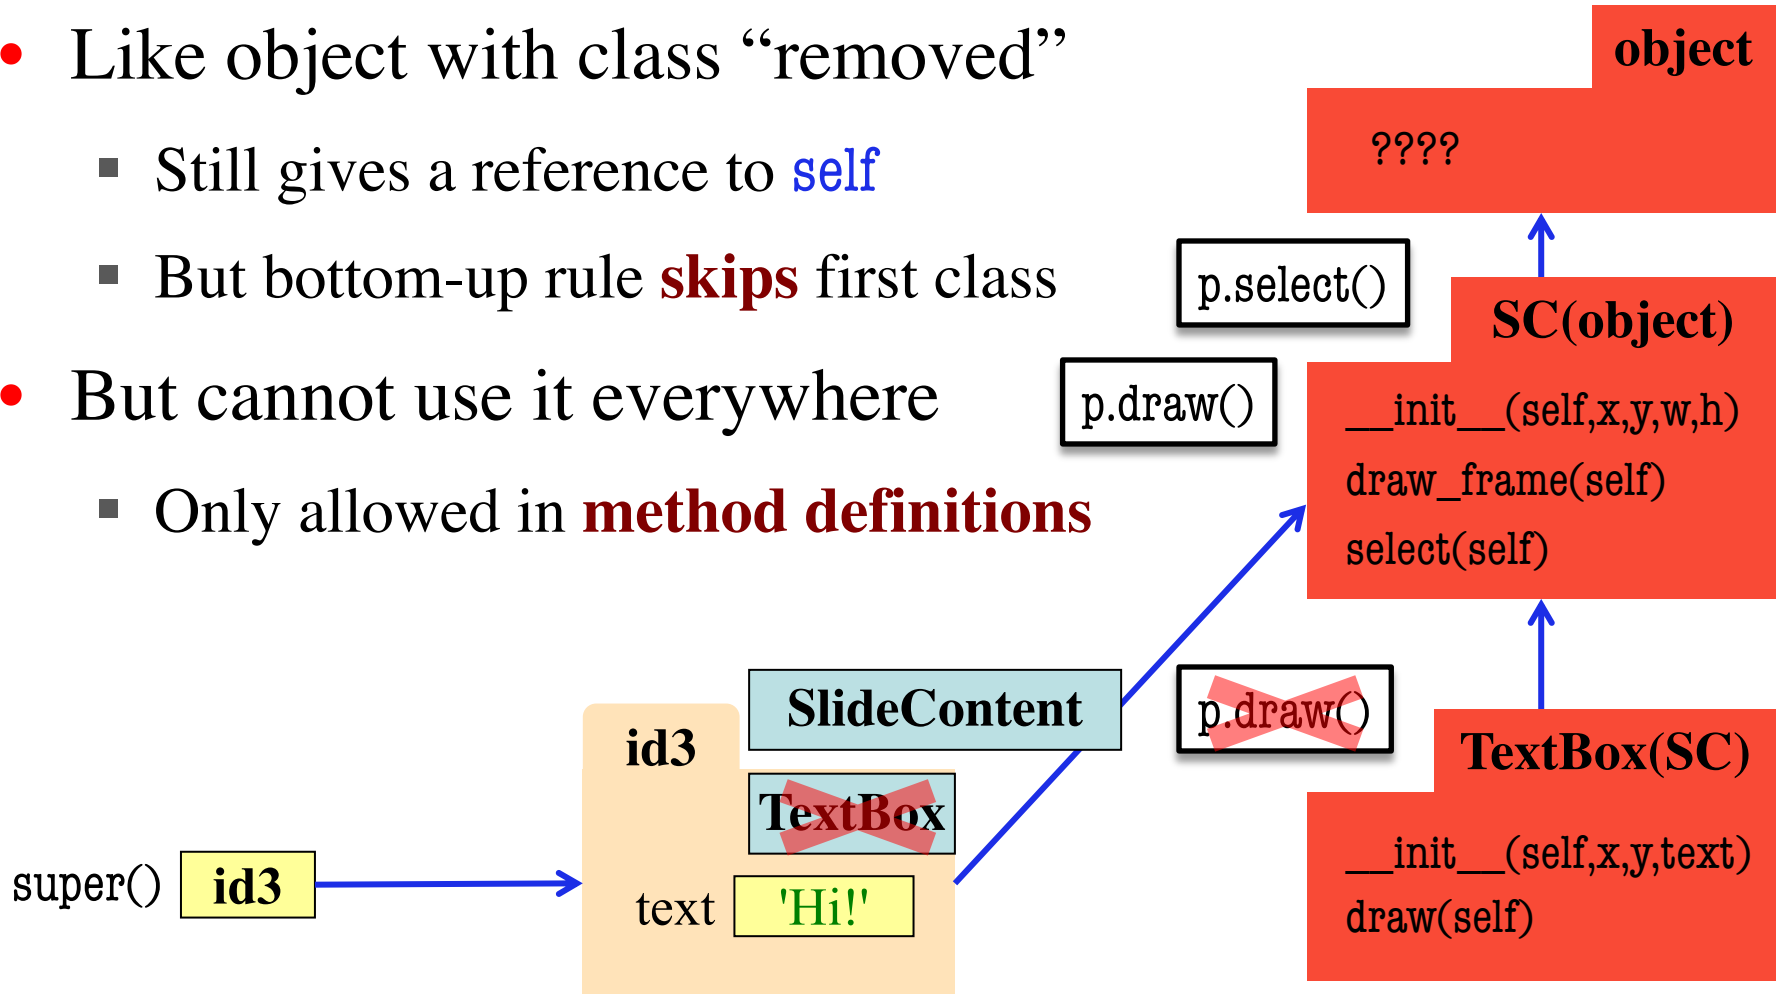 • Like object with class “removed”
▪ Still gives a reference to self
▪ But bottom-up rule skips first class
• But cannot use it everywhere
▪ Only allowed in method definitions
object
????
p.select()
SC(object)
p.draw()
__init__(self,x,y,w,h)
draw_frame(self)
select(self)
SlideContent
p.draw()
id3
TextBox(SC)
TextBox
super() id3
text 'Hi!'
__init__(self,x,y,text)
draw(self)